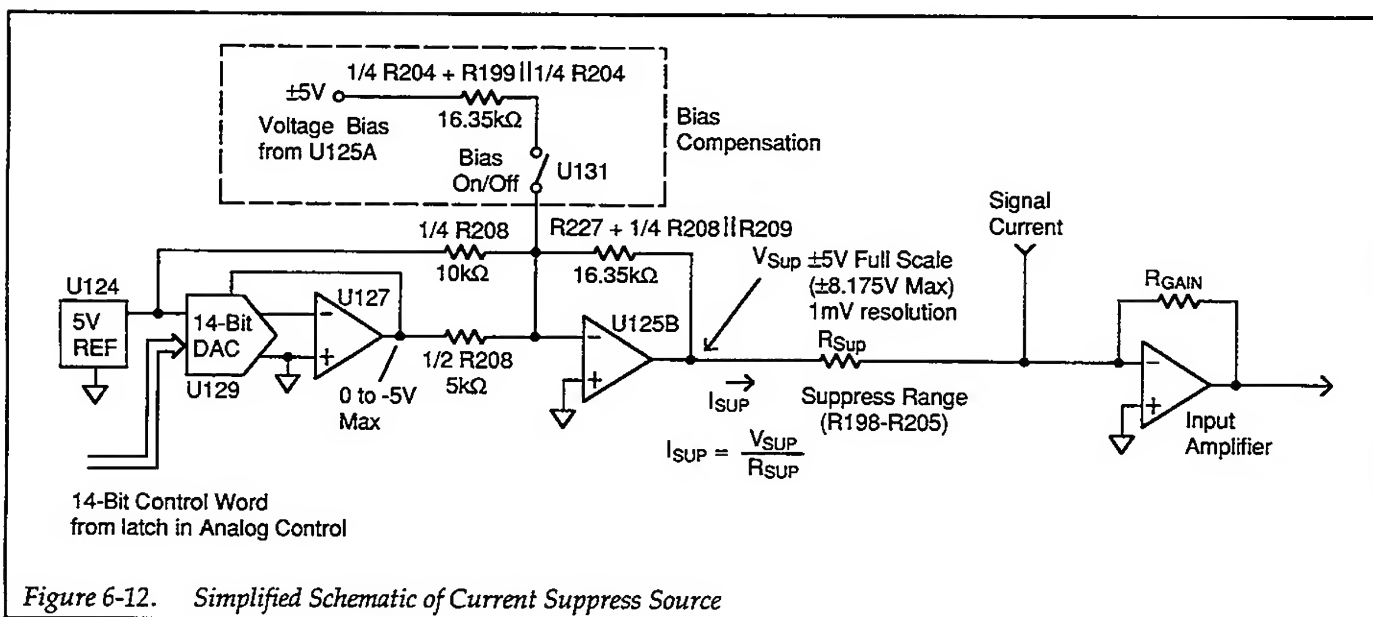 1/4 R204 + R199||1/4 R204
±5V
16.35kΩ
Voltage Bias
from U125A
Bias
On/Off
U131
Bias
Compensation
1/4 R208
10kΩ
R227 + 1/4 R208||R209
16.35kΩ
Signal
Current
VSup ±5V Full Scale
(±8.175V Max)
1mV resolution
RGAIN
U124
5V
REF
14-Bit
DAC
U129
U127
−
+
1/2 R208
5kΩ
0 to -5V
Max
U125B
−
+
RSup
ISUP
Suppress Range
(R198-R205)
ISUP = VSUP
RSUP
−
+
Input
Amplifier
14-Bit Control Word
from latch in Analog Control
Figure 6-12. Simplified Schematic of Current Suppress Source